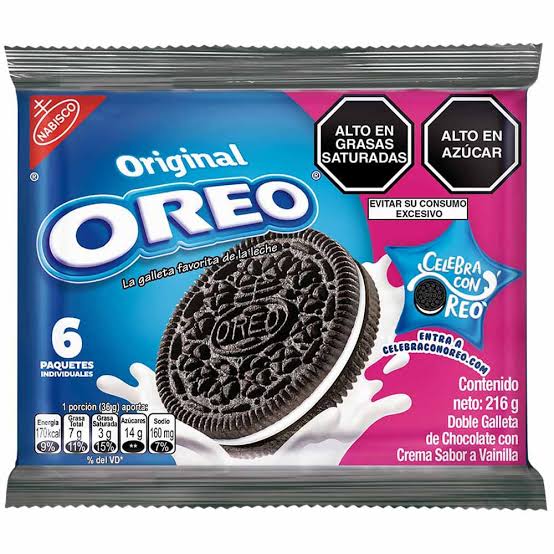 NABISCO
®
Original
OREO
®
La galleta favorita de la leche
ALTO EN
GRASAS
SATURADAS
ALTO EN
AZÚCAR
EVITAR SU CONSUMO
EXCESIVO
CELEBRA
CON
OREO
ENTRA A
CELEBRACONOREO.COM
OREO
6
PAQUETES
INDIVIDUALES
1 porción (36g) aporta:
Energía 170 kcal 9%
Grasa Total 7 g 11%
Grasa Saturada 3 g 15%
Azúcares 14 g **
Sodio 160 mg 7%
% del VD*
Contenido
neto: 216 g
Doble Galleta
de Chocolate con
Crema Sabor a Vainilla